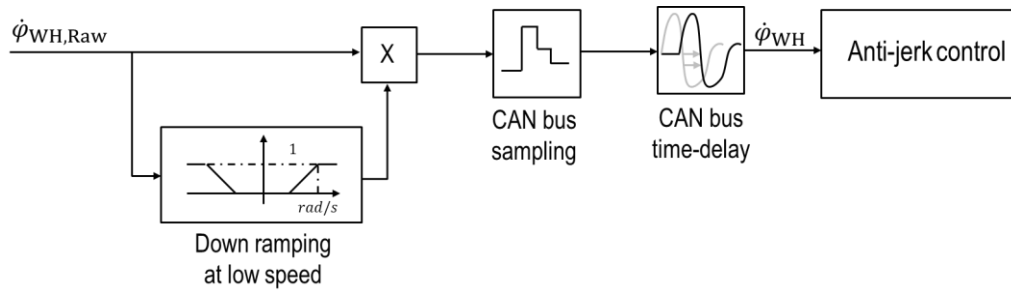 φ̇WH,Raw
X
φ̇WH
Anti-jerk control
CAN bus
sampling
CAN bus
time-delay
1
rad/s
Down ramping
at low speed